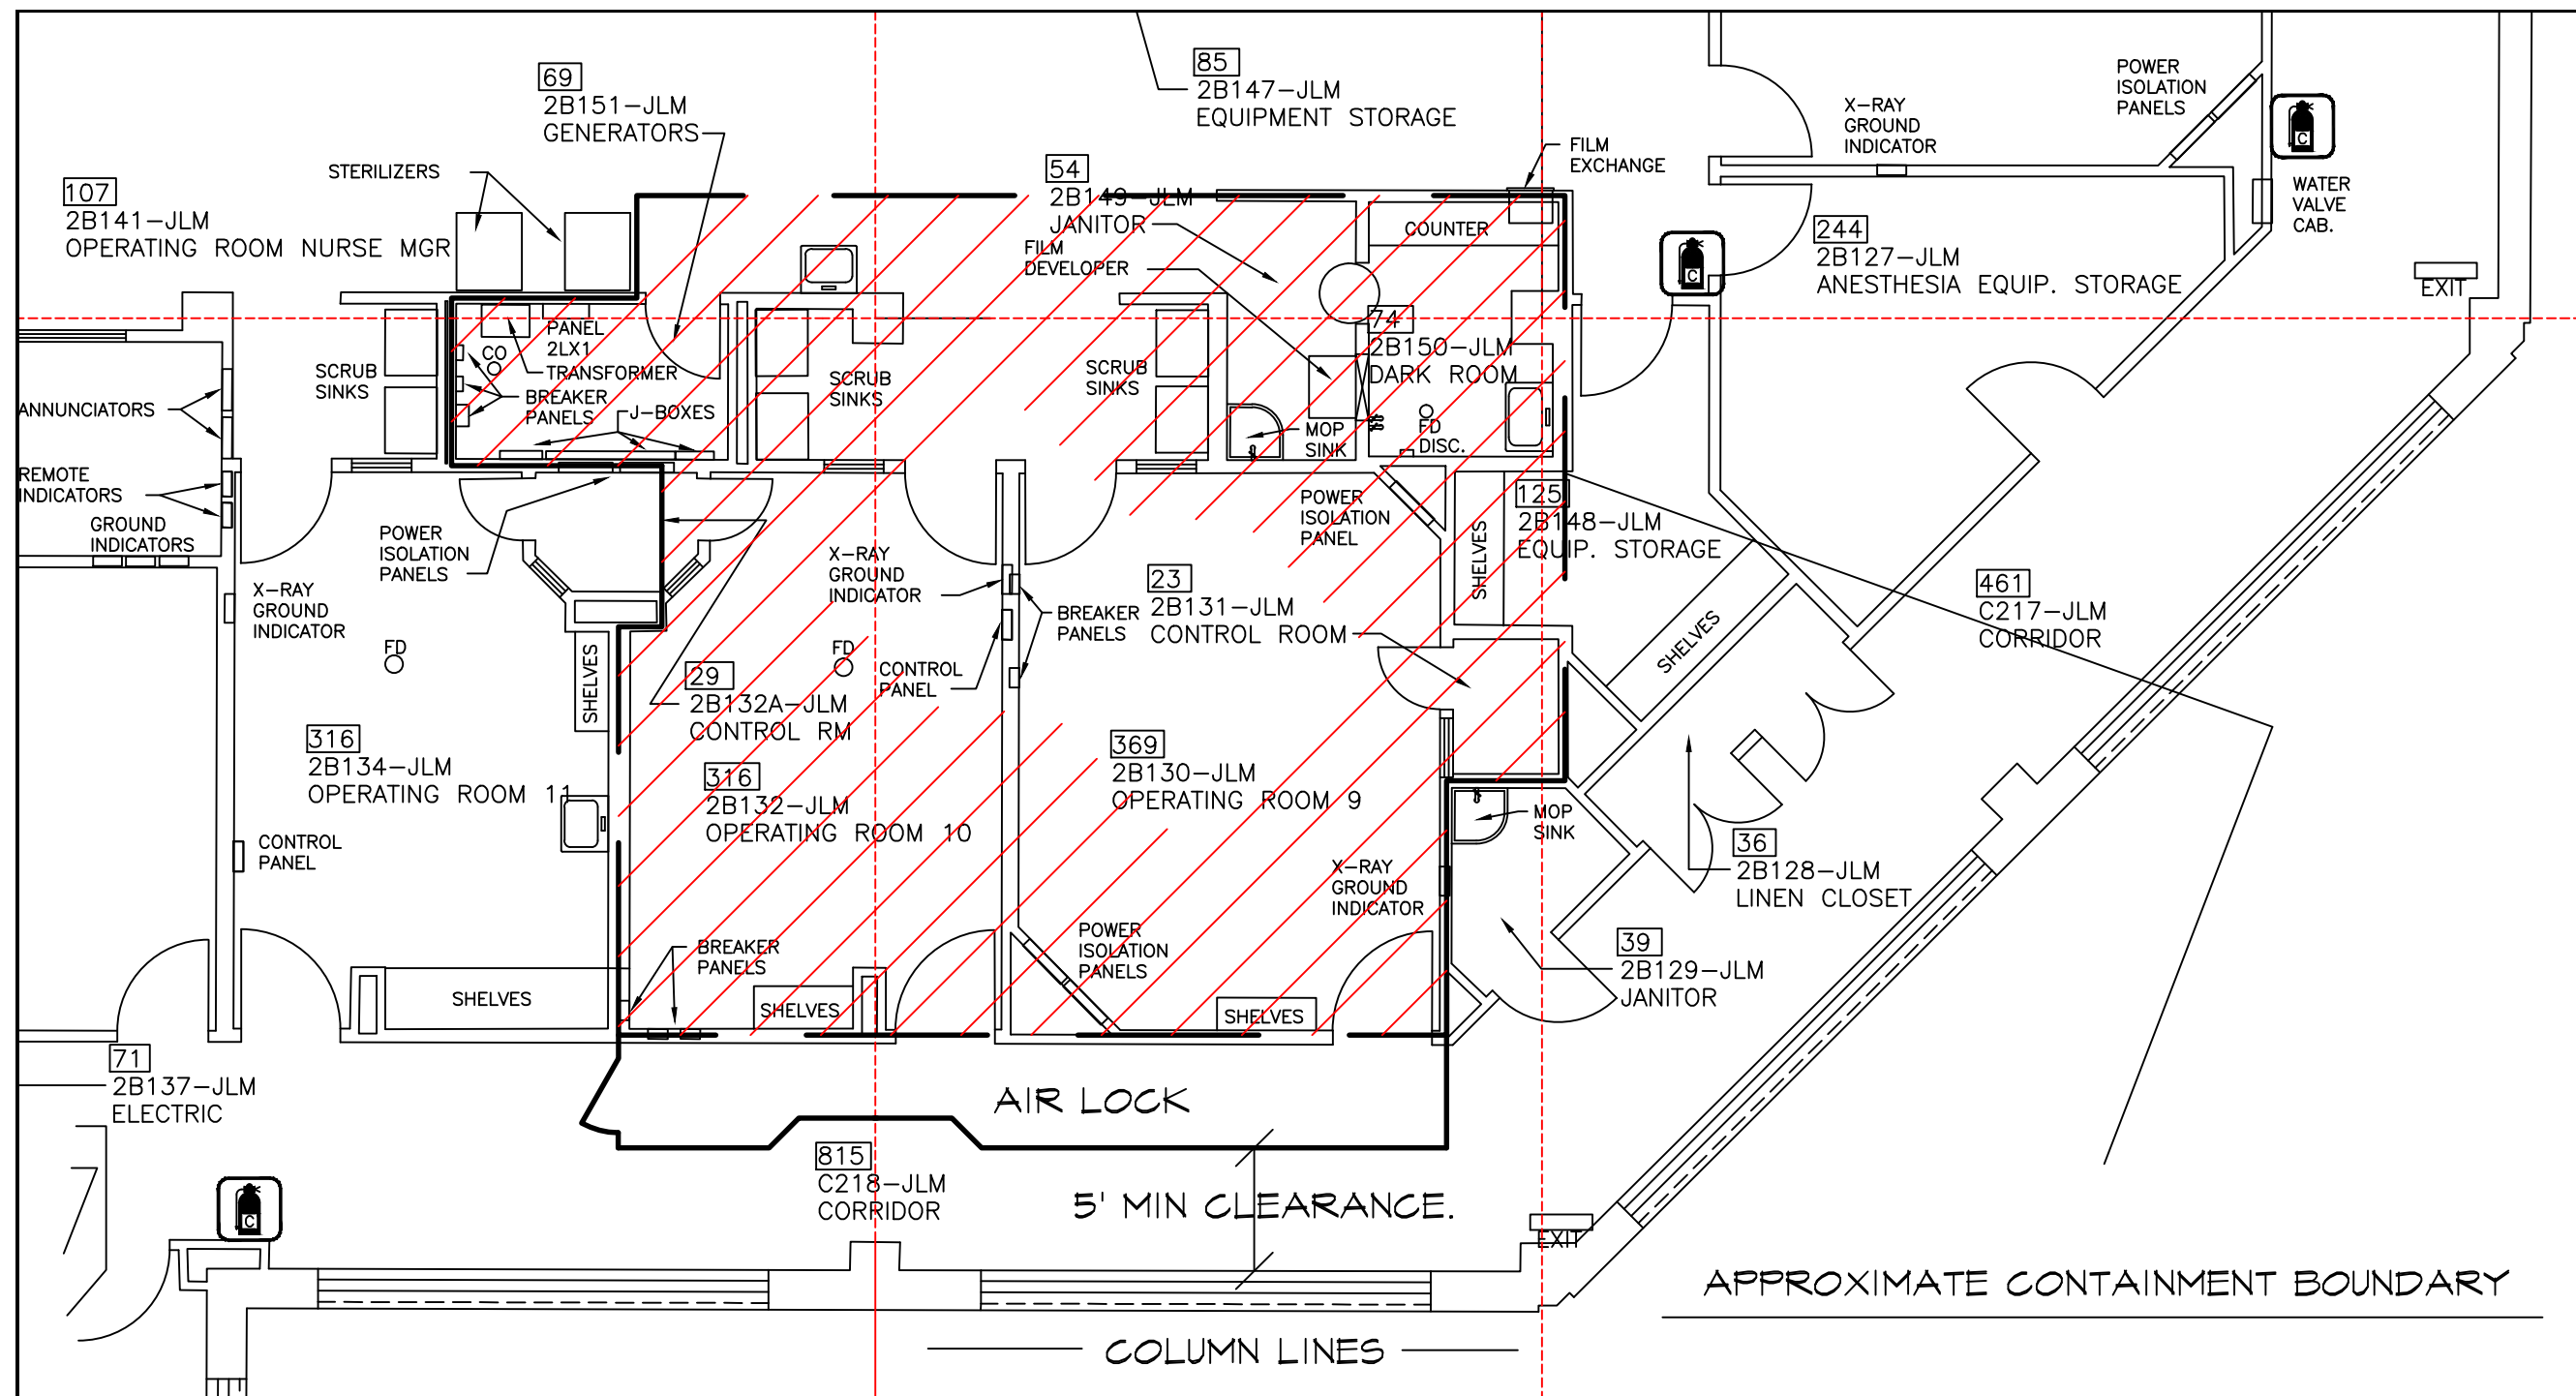 69
2B151-JLM
GENERATORS
85
2B147-JLM
EQUIPMENT STORAGE
POWER
ISOLATION
PANELS
X-RAY
GROUND
INDICATOR
C
FILM
EXCHANGE
STERILIZERS
107
2B141-JLM
OPERATING ROOM NURSE MGR
54
2B149-JLM
JANITOR
FILM
DEVELOPER
COUNTER
WATER
VALVE
CAB.
244
2B127-JLM
ANESTHESIA EQUIP. STORAGE
C
EXIT
PANEL
2LX1
CO
TRANSFORMER
BREAKER
PANELS
J-BOXES
SCRUB
SINKS
SCRUB
SINKS
SCRUB
SINKS
74
2B150-JLM
DARK ROOM
FD
DISC.
MOP
SINK
ANNUNCIATORS
REMOTE
INDICATORS
GROUND
INDICATORS
POWER
ISOLATION
PANELS
POWER
ISOLATION
PANEL
125
2B148-JLM
EQUIP. STORAGE
SHELVES
X-RAY
GROUND
INDICATOR
X-RAY
GROUND
INDICATOR
BREAKER
PANELS
23
2B131-JLM
CONTROL ROOM
461
C217-JLM
CORRIDOR
SHELVES
FD
FD
SHELVES
CONTROL
PANEL
29
2B132A-JLM
CONTROL RM
316
2B134-JLM
OPERATING ROOM 11
316
2B132-JLM
OPERATING ROOM 10
369
2B130-JLM
OPERATING ROOM 9
MOP
SINK
CONTROL
PANEL
X-RAY
GROUND
INDICATOR
36
2B128-JLM
LINEN CLOSET
BREAKER
PANELS
POWER
ISOLATION
PANELS
39
2B129-JLM
JANITOR
SHELVES
SHELVES
SHELVES
71
2B137-JLM
ELECTRIC
AIR LOCK
815
C218-JLM
CORRIDOR
5' MIN CLEARANCE.
C
EXIT
APPROXIMATE CONTAINMENT BOUNDARY
COLUMN LINES